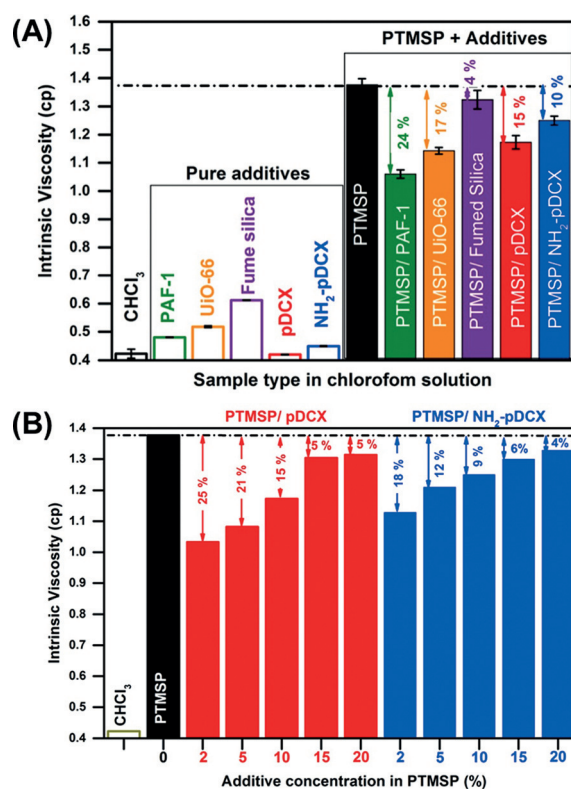 (A)
PTMSP + Additives
Pure additives
Intrinsic Viscosity (cp)
1.6
1.5
1.4
1.3
1.2
1.1
1.0
0.9
0.8
0.7
0.6
0.5
0.4
CHCl₃
PAF-1
UiO-66
Fume silica
pDCX
NH₂-pDCX
PTMSP
PTMSP/ PAF-1
PTMSP/ UiO-66
PTMSP/ Fumed Silica
PTMSP/ pDCX
PTMSP/ NH₂-pDCX
24 %
17 %
4 %
15 %
10 %
Sample type in chlorofom solution
(B)
PTMSP/ pDCX
PTMSP/ NH₂-pDCX
Intrinsic Viscosity (cp)
1.4
1.3
1.2
1.1
1.0
0.9
0.8
0.7
0.6
0.5
0.4
CHCl₃
PTMSP
25 %
21 %
15 %
5 %
5 %
18 %
12 %
9 %
6%
4%
0
2
5
10
15
20
2
5
10
15
20
Additive concentration in PTMSP (%)